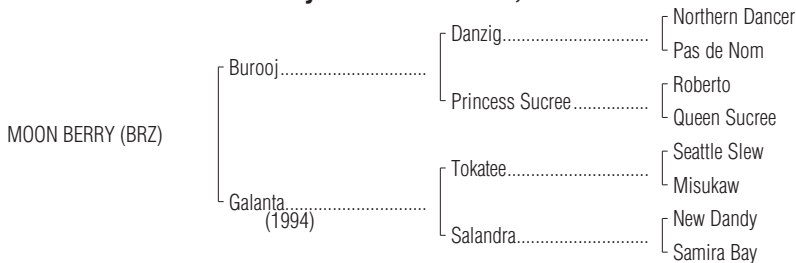 Northern Dancer
Danzig
Pas de Nom
Burooj
Roberto
Princess Sucree
Queen Sucree
MOON BERRY (BRZ)
Seattle Slew
Tokatee
Misukaw
Galanta
(1994)
New Dandy
Salandra
Samira Bay